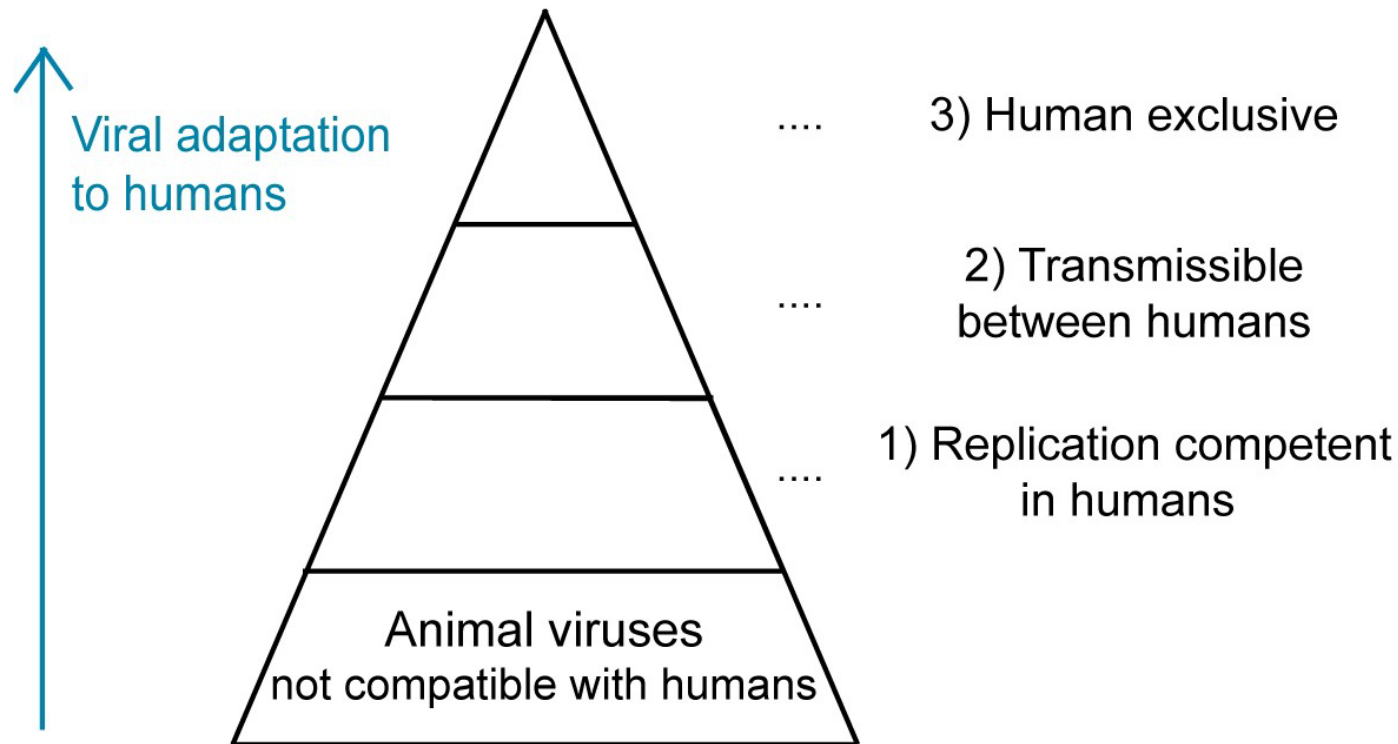 Viral adaptation
to humans
.... 3) Human exclusive
.... 2) Transmissible
between humans
.... 1) Replication competent
in humans
Animal viruses
not compatible with humans